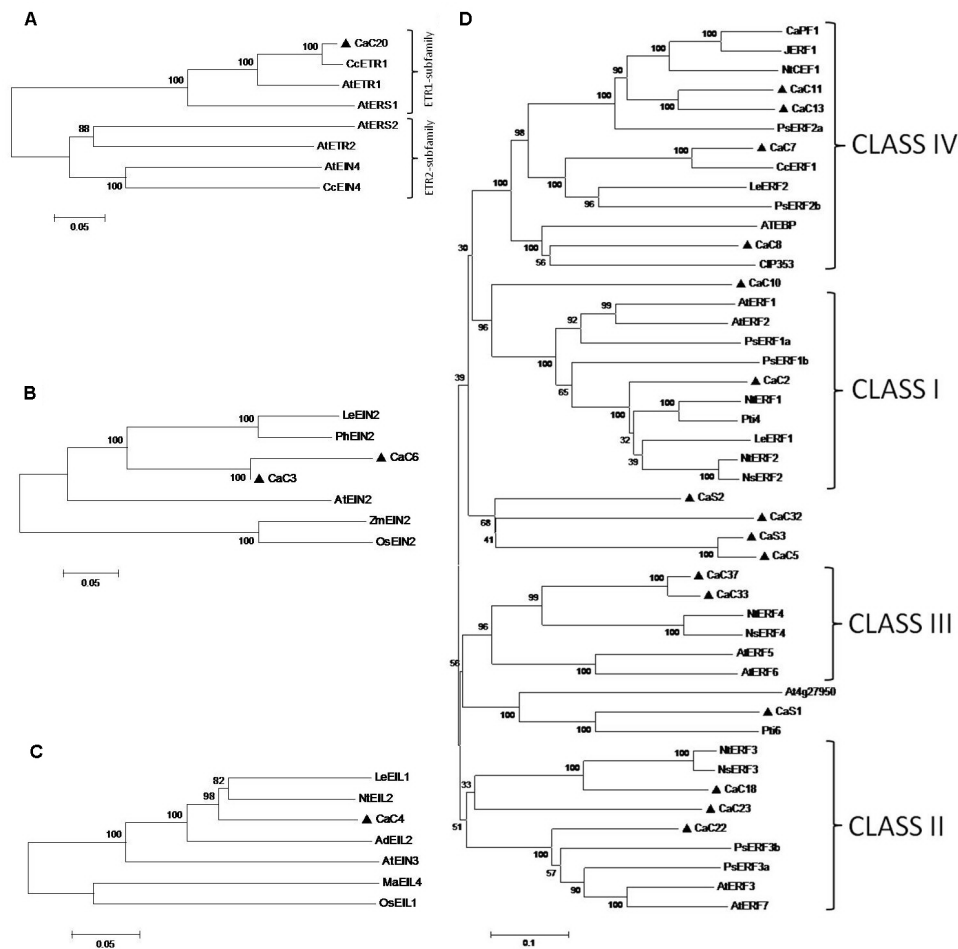 A
100
CaC20
CcETR1
100
AtETR1
100
AtERS1
ETR1-subfamily
AtERS2
88
AtETR2
AtEIN4
100
CcEIN4
ETR2-subfamily
0.05
B
LeEIN2
100
100
PhEIN2
CaC6
100
CaC3
AtEIN2
ZmEIN2
100
OsEIN2
0.05
C
LeEIL1
82
NtEIL2
98
CaC4
100
AdEIL2
100
AtEIN3
MaEIL4
OsEIL1
0.05
D
CaPF1
100
JERF1
100
NtCEF1
90
CaC11
100
CaC13
100
PsERF2a
98
CaC7
100
CcERF1
100
LeERF2
96
PsERF2b
100
ATEBP
100
CaC8
56
CIP353
CLASS IV
30
CaC10
96
AtERF1
99
AtERF2
92
PsERF1a
100
PsERF1b
65
CaC2
100
NtERF1
100
Pti4
32
LeERF1
39
NtERF2
100
NsERF2
CLASS I
39
CaS2
68
CaC32
41
CaS3
100
CaC5
CaC37
100
CaC33
99
NtERF4
100
NsERF4
96
AtERF5
100
AtERF6
CLASS III
56
At4g27950
100
CaS1
100
Pti6
NtERF3
100
NsERF3
100
CaC18
33
CaC23
51
CaC22
100
PsERF3b
57
PsERF3a
90
AtERF3
100
AtERF7
CLASS II
0.1